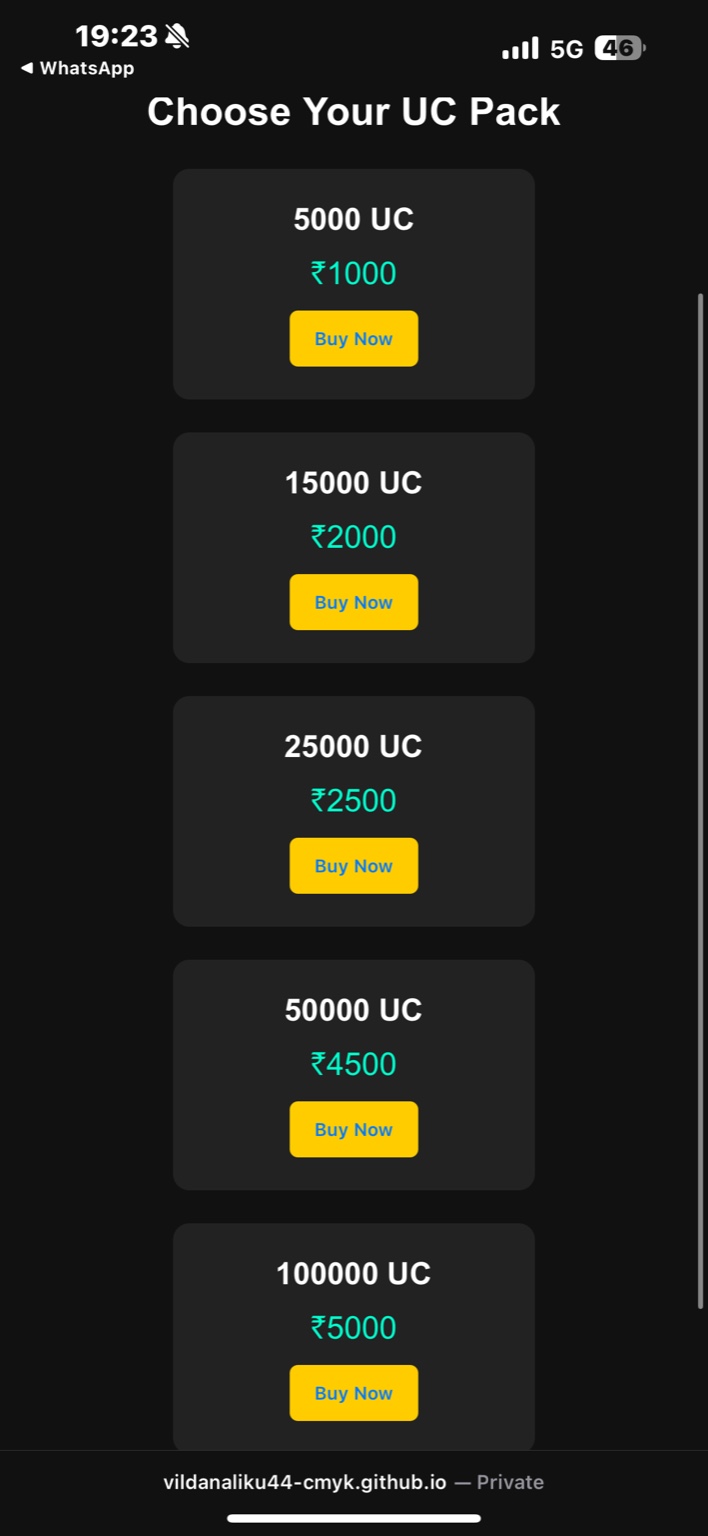 19:23
5G
46
◀ WhatsApp
Choose Your UC Pack
5000 UC
₹1000
Buy Now
15000 UC
₹2000
Buy Now
25000 UC
₹2500
Buy Now
50000 UC
₹4500
Buy Now
100000 UC
₹5000
Buy Now
vildanaliku44-cmyk.github.io — Private